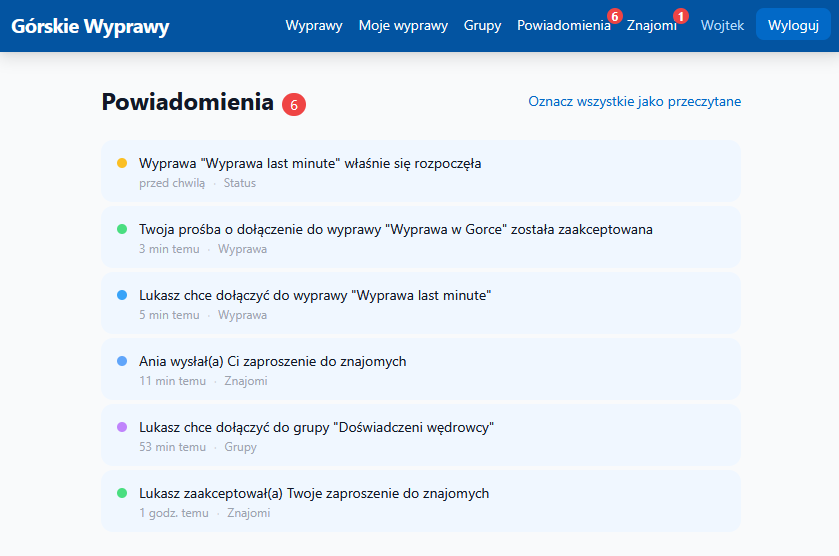 Górskie Wyprawy
Wyprawy Moje wyprawy Grupy Powiadomienia 6 Znajomi 1 Wojtek Wyloguj
Powiadomienia 6
Oznacz wszystkie jako przeczytane
Wyprawa "Wyprawa last minute" właśnie się rozpoczęła
przed chwilą · Status
Twoja prośba o dołączenie do wyprawy "Wyprawa w Gorce" została zaakceptowana
3 min temu · Wyprawa
Lukasz chce dołączyć do wyprawy "Wyprawa last minute"
5 min temu · Wyprawa
Ania wysłał(a) Ci zaproszenie do znajomych
11 min temu · Znajomi
Lukasz chce dołączyć do grupy "Doświadczeni wędrowcy"
53 min temu · Grupy
Lukasz zaakceptował(a) Twoje zaproszenie do znajomych
1 godz. temu · Znajomi